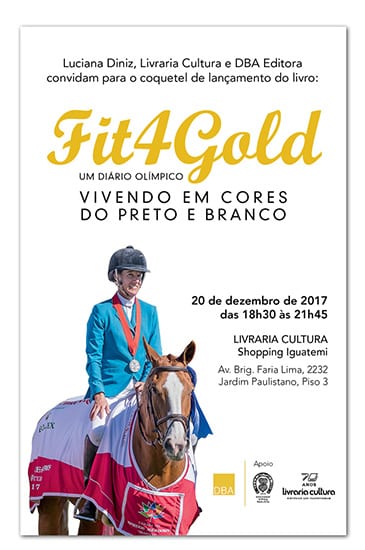 Luciana Diniz, Livraria Cultura e DBA Editora
convidam para o coquetel de lançamento do livro:
Fit4Gold
UM DIÁRIO OLÍMPICO
VIVENDO EM CORES
DO PRETO E BRANCO
20 de dezembro de 2017
das 18h30 às 21h45
LIVRARIA CULTURA
Shopping Iguatemi
Av. Brig. Faria Lima, 2232
Jardim Paulistano, Piso 3
Apoio
DBA
70 ANOS
livraria cultura